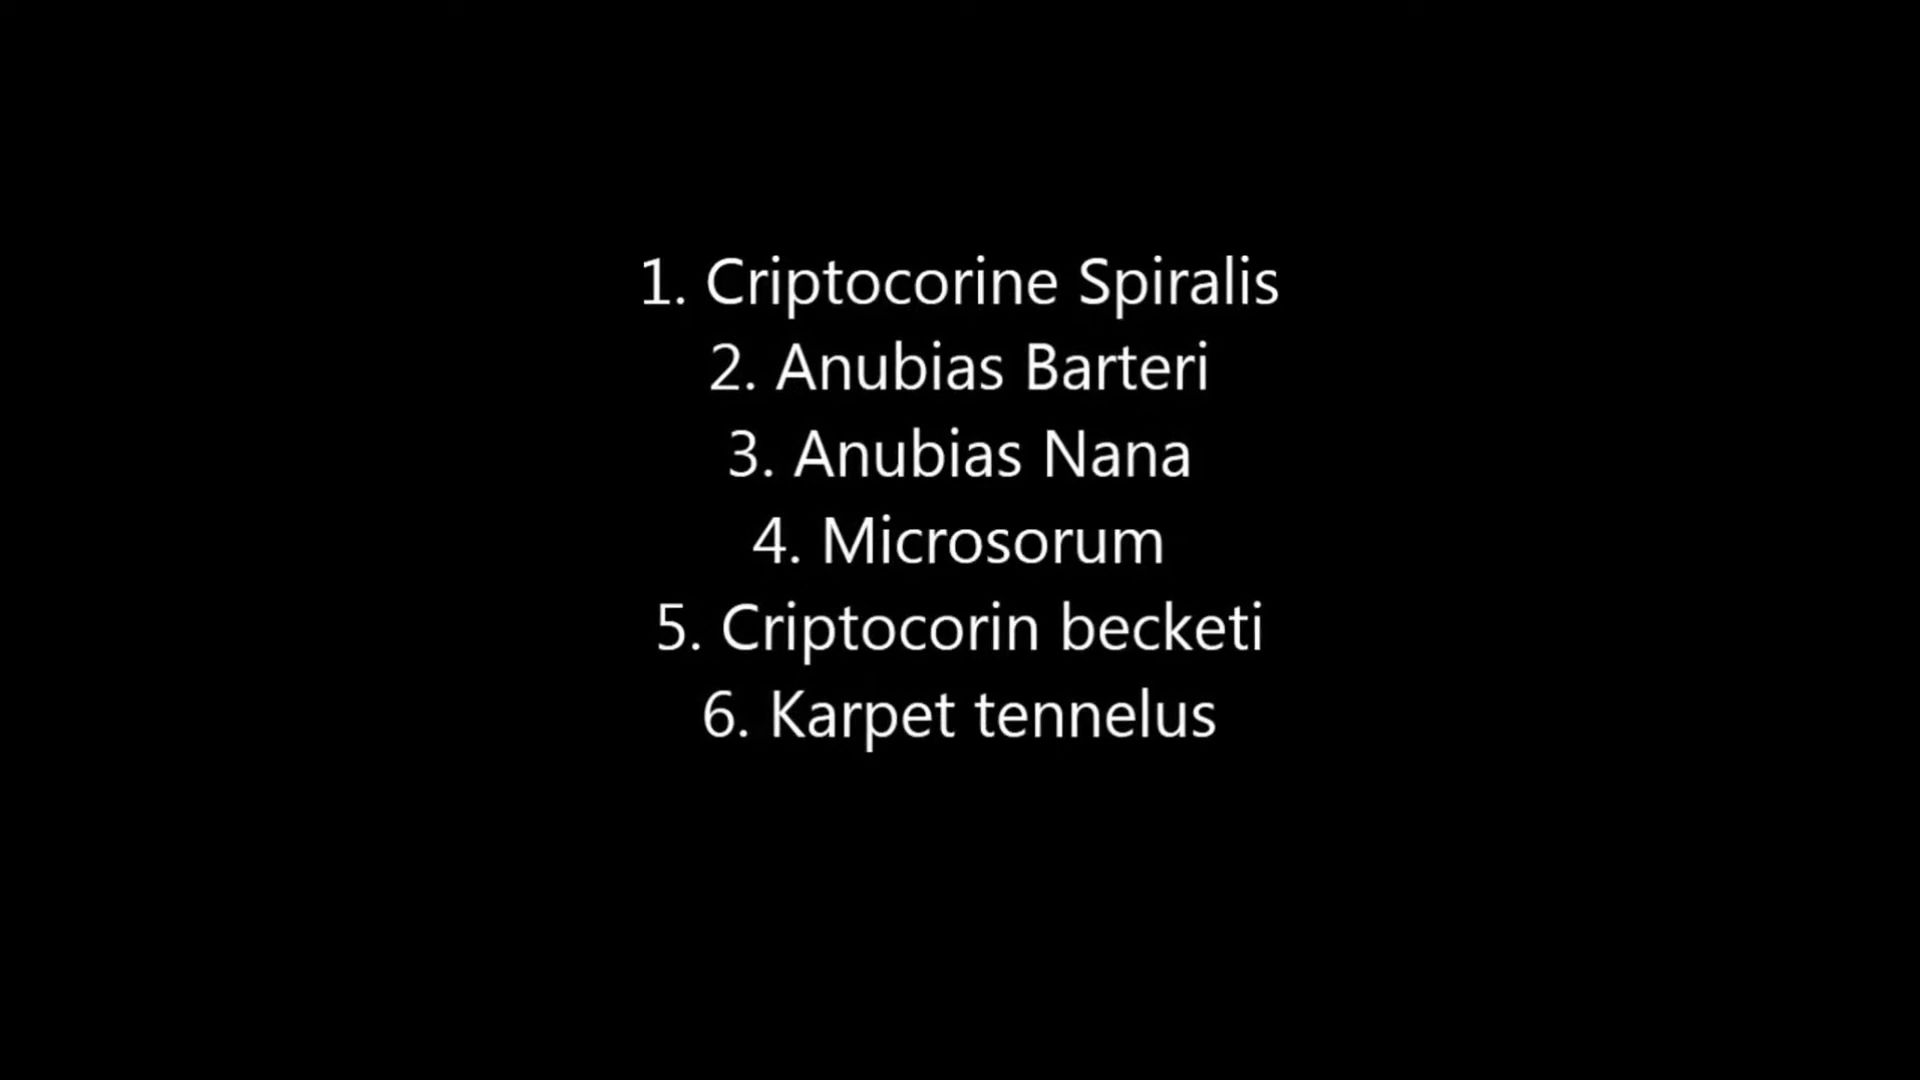 1. Criptocorine Spiralis
2. Anubias Barteri
3. Anubias Nana
4. Microsorum
5. Criptocorin becketi
6. Karpet tennelus